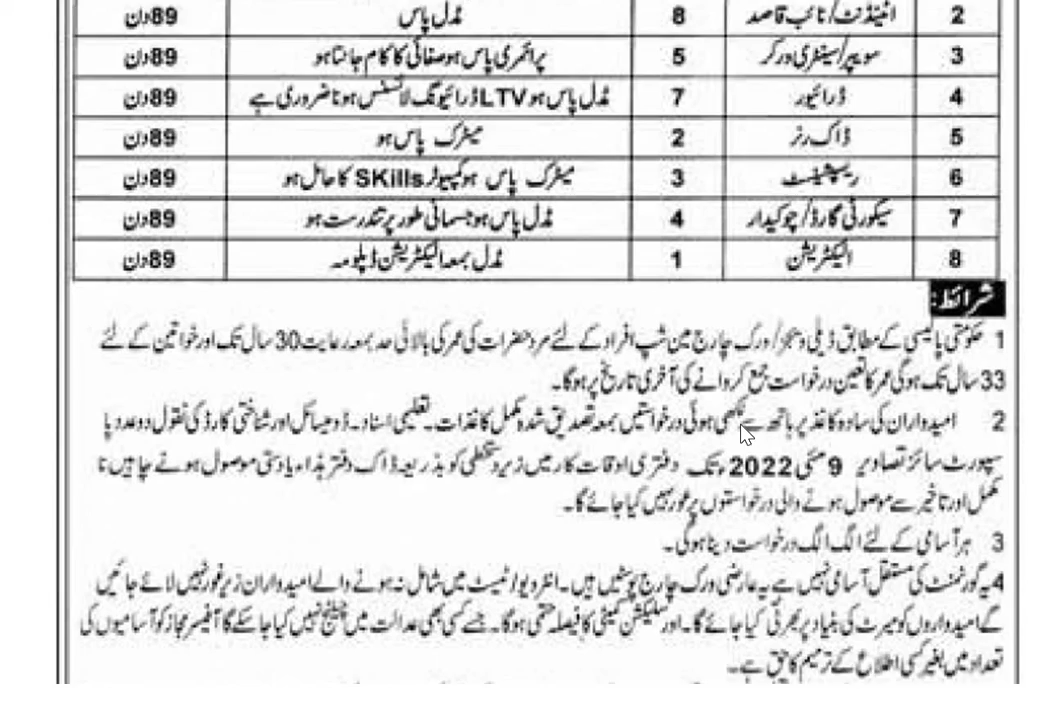 2 اٹینڈنٹ/نائب قاصد 8 مڈل پاس 89دن
3 سویپر/سینٹری ورکر 5 پرائمری پاس ہو صفائی کا کام جانتا ہو 89دن
4 ڈرائیور 7 مڈل پاس ہو LTV ڈرائیونگ لائسنس ہونا ضروری ہے 89دن
5 ڈاک رنر 2 میٹرک پاس ہو 89دن
6 ریسپشنسٹ 3 میٹرک پاس ہو کمپیوٹر SKills کا حامل ہو 89دن
7 سیکورٹی گارڈ/چوکیدار 4 مڈل پاس ہو جسمانی طور پر تندرست ہو 89دن
8 الیکٹریشن 1 مڈل بمعہ الیکٹریشن ڈپلومہ 89دن
شرائط:
1 حکومتی پالیسی کے مطابق ڈیلی ویجز/ورک چارج مین شپ افراد کے لئے مرد حضرات کی عمر کی بالائی حد بمعہ رعایت 30 سال تک اور خواتین کے لئے
33 سال تک ہوگی عمر کا تعین درخواست جمع کروانے کی آخری تاریخ پر ہوگا۔
2 امیدواران کی سادہ کاغذ پر ہاتھ سے لکھی ہوئی درخواستیں بمعہ تصدیق شدہ مکمل کاغذات۔ تعلیمی اسناد۔ ڈومیسائل اور شناختی کارڈ کی نقول دو عدد پا
سپورٹ سائز تصاویر 9 مئی 2022ء تک دفتری اوقات کار میں زیر دستخطی کو بذریعہ ڈاک دفتر ہذاء یا دستی موصول ہونے چاہیں نا
مکمل اور تاخیر سے موصول ہونے والی درخواستوں پر غور نہیں کیا جائے گا۔
3 ہر آسامی کے لئے الگ الگ درخواست دینا ہوگی۔
4 یہ گورنمنٹ کی مستقل آسامی نہیں ہے یہ عارضی ورک چارج پوسٹیں ہیں۔ انٹرویو/ٹیسٹ میں شامل نہ ہونے والے امیدواران زیر غور نہیں لائے جائیں
گے امیدواروں کو میرٹ کی بنیاد پر بھرتی کیا جائے گا۔ اور سلیکشن کمیٹی کا فیصلہ حتمی ہوگا۔ جسے کسی بھی عدالت میں چیلنج نہیں کیا جا سکے گا آفیسر مجاز کو آسامیوں کی
تعداد میں بغیر کسی اطلاع کے ترمیم کا حق ہے۔